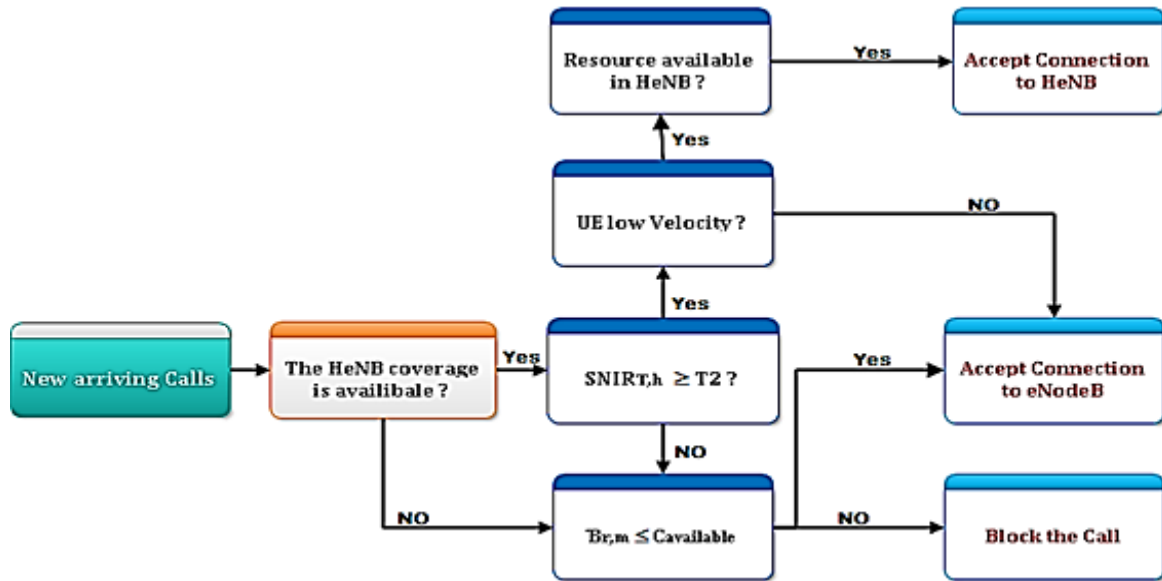 Resource available
in HeNB ?
Yes
Accept Connection
to HeNB
Yes
UE low Velocity ?
NO
Yes
New arriving Calls
The HeNB coverage
is availibale ?
Yes
SNIRT,h ≥ T2 ?
Yes
Accept Connection
to eNodeB
NO
NO
Br,m ≤ Cavailable
NO
Block the Call